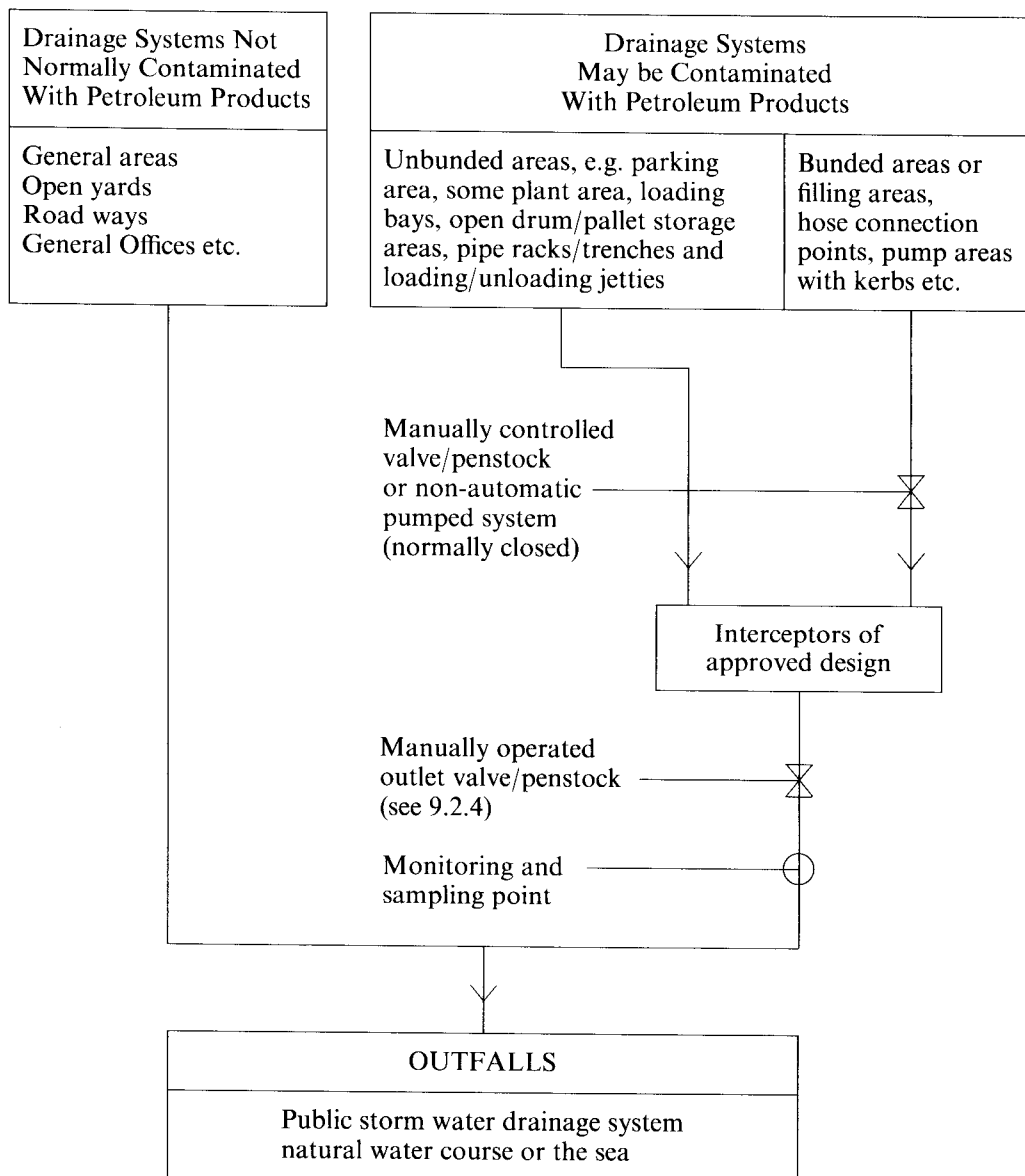 Drainage Systems Not
Normally Contaminated
With Petroleum Products
General areas
Open yards
Road ways
General Offices etc.
Drainage Systems
May be Contaminated
With Petroleum Products
Unbunded areas, e.g. parking
area, some plant area, loading
bays, open drum/pallet storage
areas, pipe racks/trenches and
loading/unloading jetties
Bunded areas or
filling areas,
hose connection
points, pump areas
with kerbs etc.
Manually controlled
valve/penstock
or non-automatic
pumped system
(normally closed)
Interceptors of
approved design
Manually operated
outlet valve/penstock
(see 9.2.4)
Monitoring and
sampling point
OUTFALLS
Public storm water drainage system
natural water course or the sea